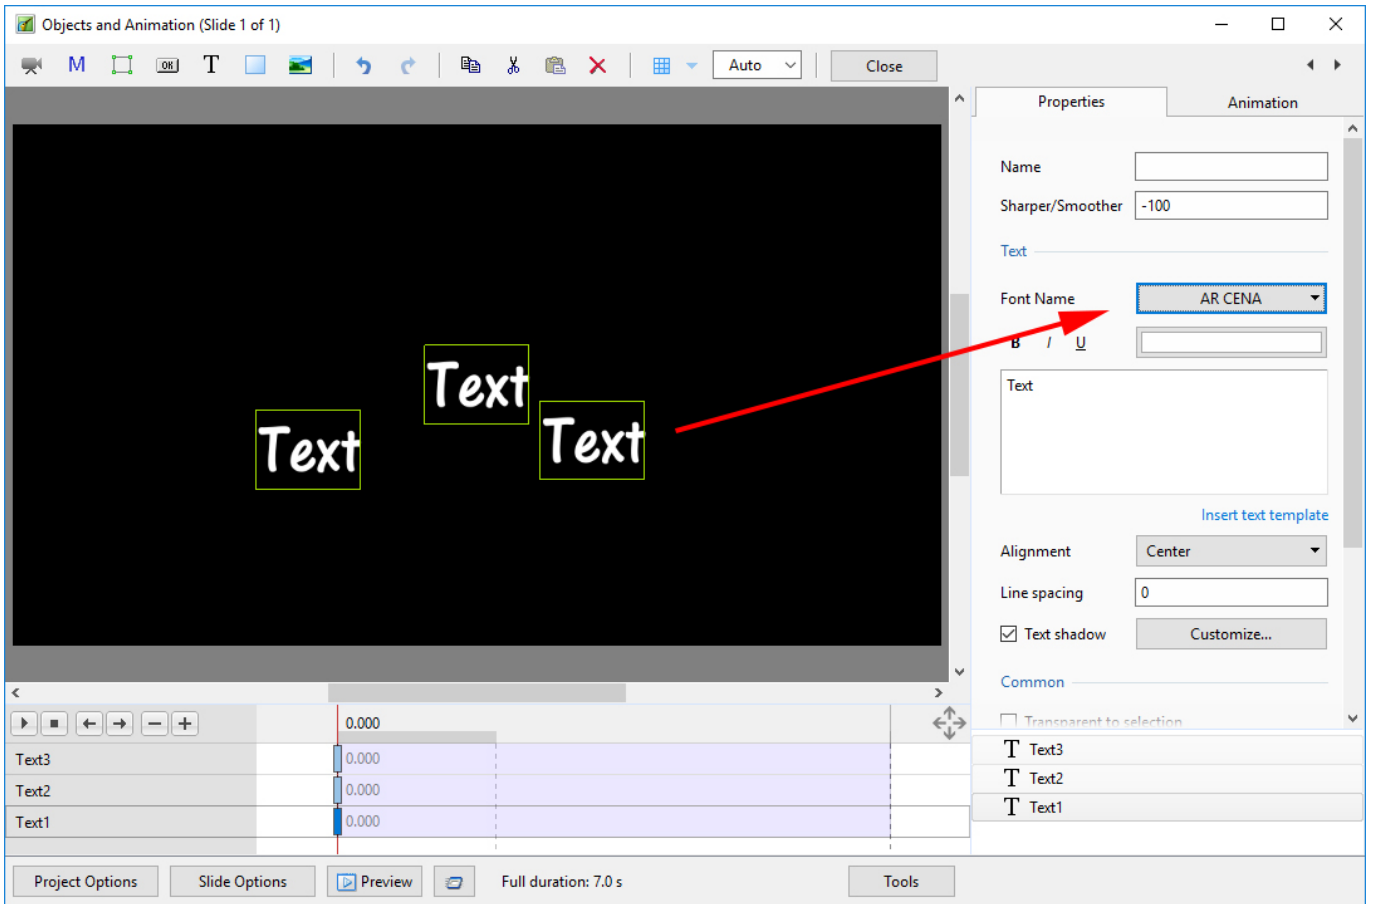 Objects and Animation (Slide 1 of 1)
M OK T Auto Close
Properties Animation
Name
Sharper/Smoother -100
Text
Font Name AR CENA
B I U
Text
Insert text template
Alignment Center
Line spacing 0
Text shadow Customize...
Common
Transparent to selection
Text
Text
Text
0.000
Text3 0.000
Text2 0.000
Text1 0.000
T Text3
T Text2
T Text1
Project Options Slide Options Preview Full duration: 7.0 s Tools